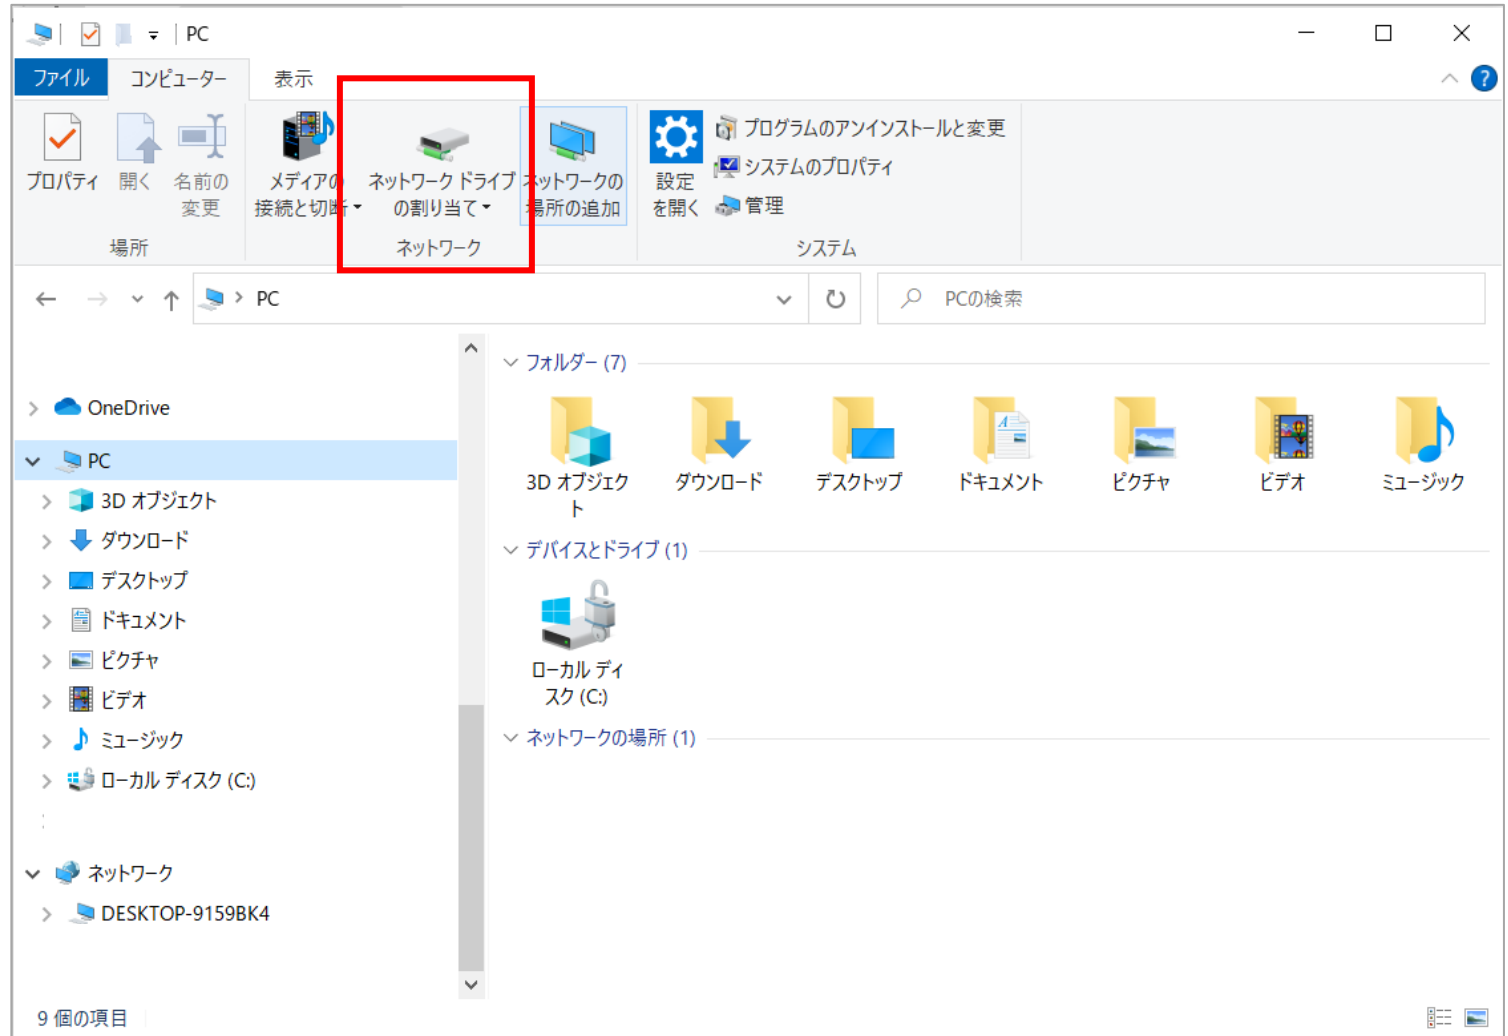 PC
ファイル
コンピューター
表示
?
プロパティ
開く
名前の
変更
メディアの
接続と切断
ネットワーク ドライブ
の割り当て
ネットワークの
場所の追加
設定
を開く
プログラムのアンインストールと変更
システムのプロパティ
管理
場所
ネットワーク
システム
PC
PCの検索
OneDrive
PC
3D オブジェクト
ダウンロード
デスクトップ
ドキュメント
ピクチャ
ビデオ
ミュージック
ローカル ディスク (C:)
ネットワーク
DESKTOP-9159BK4
フォルダー (7)
3D オブジェク
ト
ダウンロード
デスクトップ
ドキュメント
ピクチャ
ビデオ
ミュージック
デバイスとドライブ (1)
ローカル ディ
スク (C:)
ネットワークの場所 (1)
9 個の項目